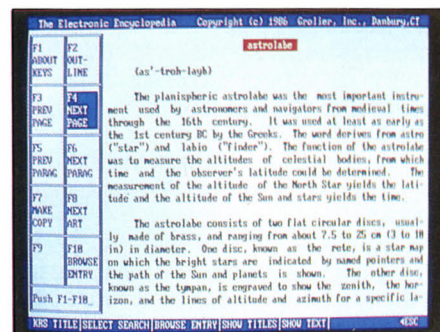 The Electronic Encyclopedia Copyright (c) 1986 Grolier, Inc., Danbury,CT
F1 ABOUT KEYS
F2 OUT-LINE
F3 PREV PAGE
F4 NEXT PAGE
F5 PREV PARAG
F6 NEXT PARAG
F7 MAKE COPY
F8 NEXT ART
F9
F10 BROWSE ENTRY
Push F1-F10_
astrolabe
(as'-troh-layb)
The planispheric astrolabe was the most important instru-
ment used by astronomers and navigators from medieval times
through the 16th century. It was used at least as early as
the 1st century BC by the Greeks. The word derives from astro
("star") and labio ("finder"). The function of the astrolabe
was to measure the altitudes of celestial bodies, from which
time and the observer's latitude could be determined. The
measurement of the altitude of the North Star yields the lati-
tude and the altitude of the Sun and stars yields the time.
The astrolabe consists of two flat circular discs, usual-
ly made of brass, and ranging from about 7.5 to 25 cm (3 to 10
in) in diameter. One disc, known as the rete, is a star map
on which the bright stars are indicated by named pointers and
the path of the Sun and planets is shown. The other disc,
known as the tympan, is engraved to show the zenith, the hor-
izon, and the lines of altitude and azimuth for a specific la-
KRS TITLE|SELECT SEARCH|BROWSE ENTRY|SHOW TITLES|SHOW TEXT| ◄ESC